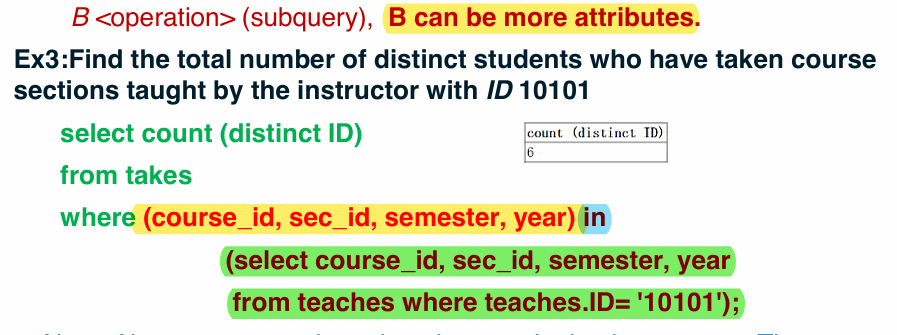 B <operation> (subquery), B can be more attributes.
Ex3:Find the total number of distinct students who have taken course
sections taught by the instructor with ID 10101
select count (distinct ID)
count (distinct ID)
6
from takes
where (course_id, sec_id, semester, year) in
(select course_id, sec_id, semester, year
from teaches where teaches.ID= '10101');